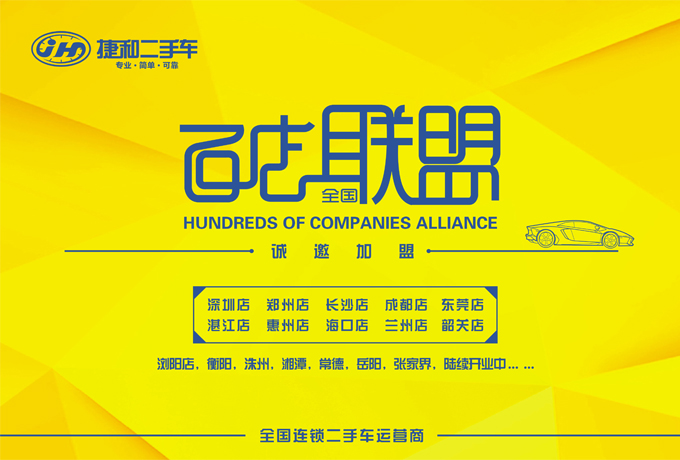 JH 捷和二手车
专业·简单·可靠
百店联盟
全国
HUNDREDS OF COMPANIES ALLIANCE
诚邀加盟
深圳店 郑州店 长沙店 成都店 东莞店
湛江店 惠州店 海口店 兰州店 韶关店
浏阳店，衡阳，洙州，湘潭，常德，岳阳，张家界，陆续开业中... ...
全国连锁二手车运营商